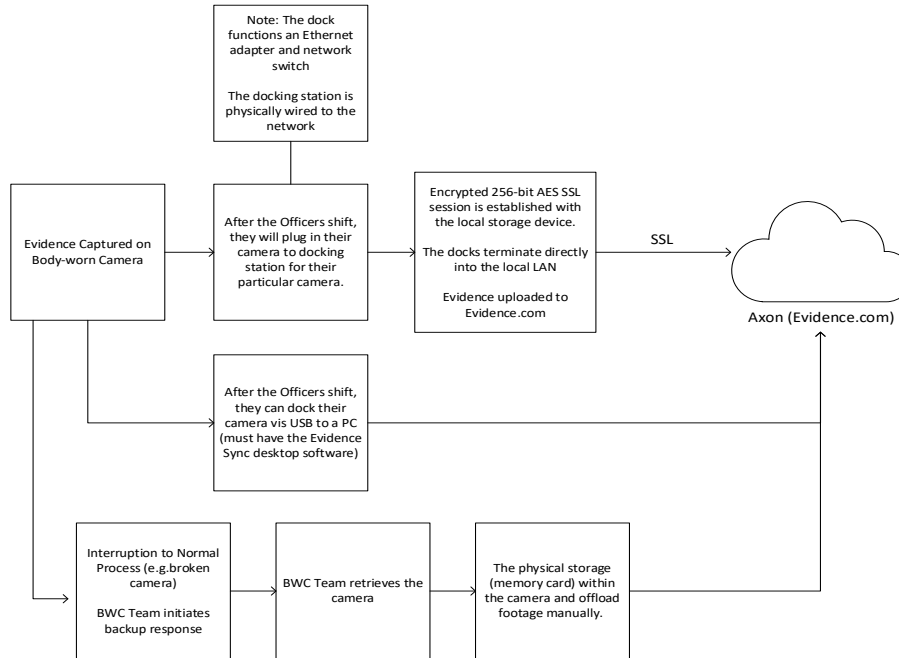 Note: The dock
functions an Ethernet
adapter and network
switch
The docking station is
physically wired to the
network
Evidence Captured on
Body-worn Camera
After the Officers shift,
they will plug in their
camera to docking
station for their
particular camera.
Encrypted 256-bit AES SSL
session is established with
the local storage device.
The docks terminate directly
into the local LAN
Evidence uploaded to
Evidence.com
SSL
Axon (Evidence.com)
After the Officers shift,
they can dock their
camera vis USB to a PC
(must have the Evidence
Sync desktop software)
Interruption to Normal
Process (e.g.broken
camera)
BWC Team initiates
backup response
BWC Team retrieves the
camera
The physical storage
(memory card) within
the camera and offload
footage manually.